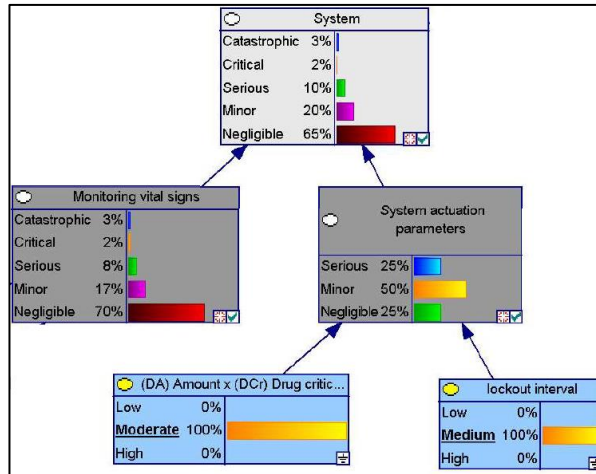 System
Catastrophic 3%
Critical 2%
Serious 10%
Minor 20%
Negligible 65%
Monitoring vital signs
Catastrophic 3%
Critical 2%
Serious 8%
Minor 17%
Negligible 70%
System actuation
parameters
Serious 25%
Minor 50%
Negligible 25%
(DA) Amount x (DCr) Drug critic...
Low 0%
Moderate 100%
High 0%
lockout interval
Low 0%
Medium 100%
High 0%